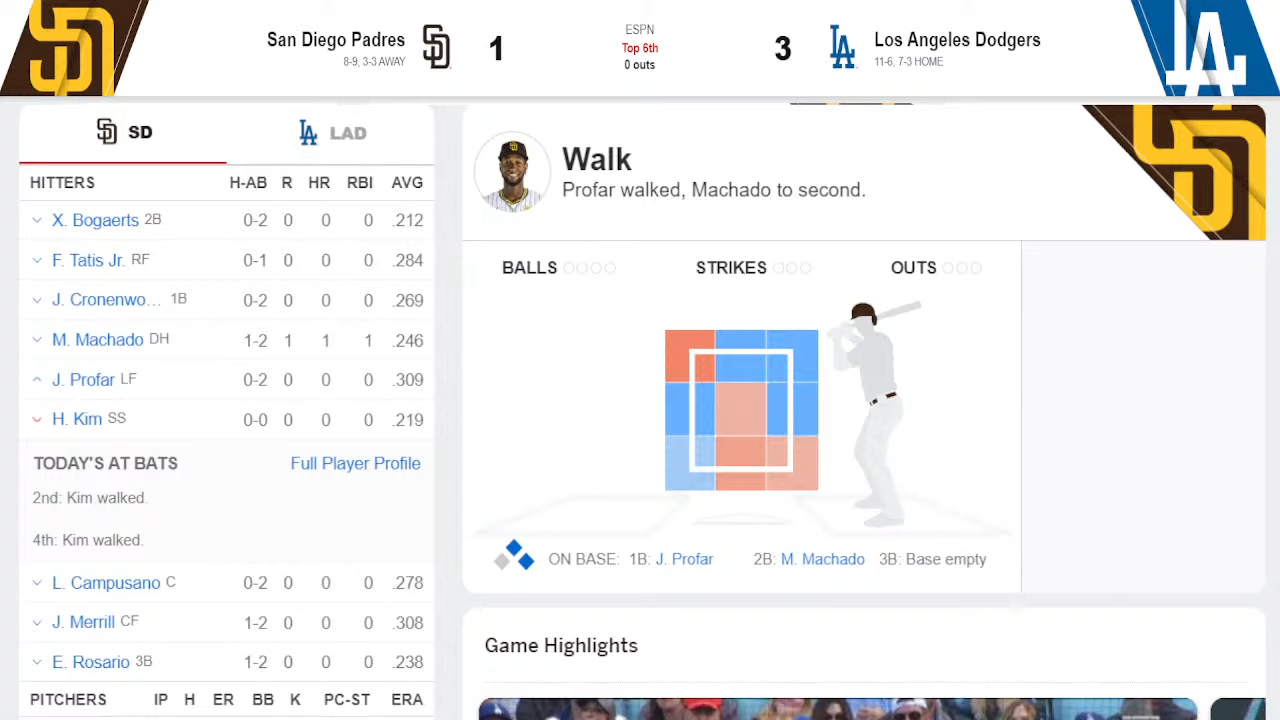 San Diego Padres
8-9, 3-3 AWAY
1
ESPN
Top 6th
0 outs
3
Los Angeles Dodgers
11-6, 7-3 HOME
SD LAD
HITTERS H-AB R HR RBI AVG
X. Bogaerts 2B 0-2 0 0 0 .212
F. Tatis Jr. RF 0-1 0 0 0 .284
J. Cronenwo... 1B 0-2 0 0 0 .269
M. Machado DH 1-2 1 1 1 .246
J. Profar LF 0-2 0 0 0 .309
H. Kim SS 0-0 0 0 0 .219
TODAY'S AT BATS Full Player Profile
2nd: Kim walked.
4th: Kim walked.
L. Campusano C 0-2 0 0 0 .278
J. Merrill CF 1-2 0 0 0 .308
E. Rosario 3B 1-2 0 0 0 .238
PITCHERS IP H ER BB K PC-ST ERA
Walk
Profar walked, Machado to second.
BALLS STRIKES OUTS
ON BASE: 1B: J. Profar 2B: M. Machado 3B: Base empty
Game Highlights